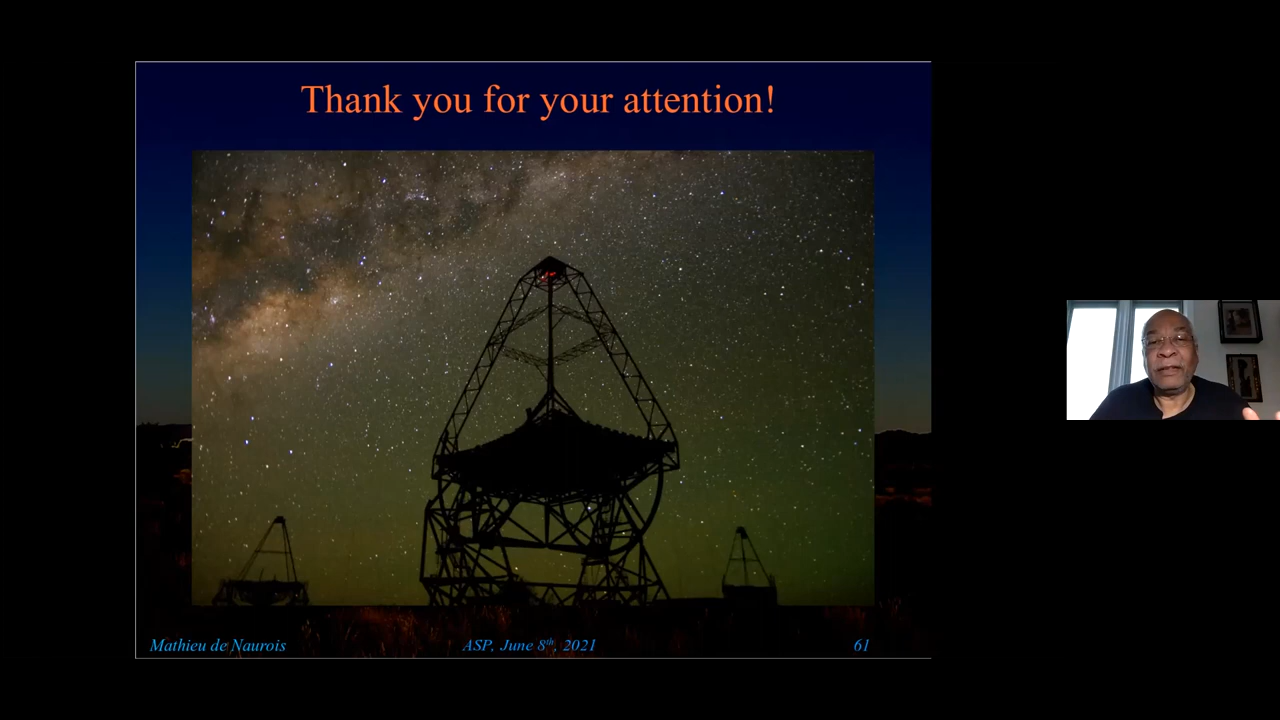 Thank you for your attention!
Mathieu de Naurois ASP, June 8th, 2021 61